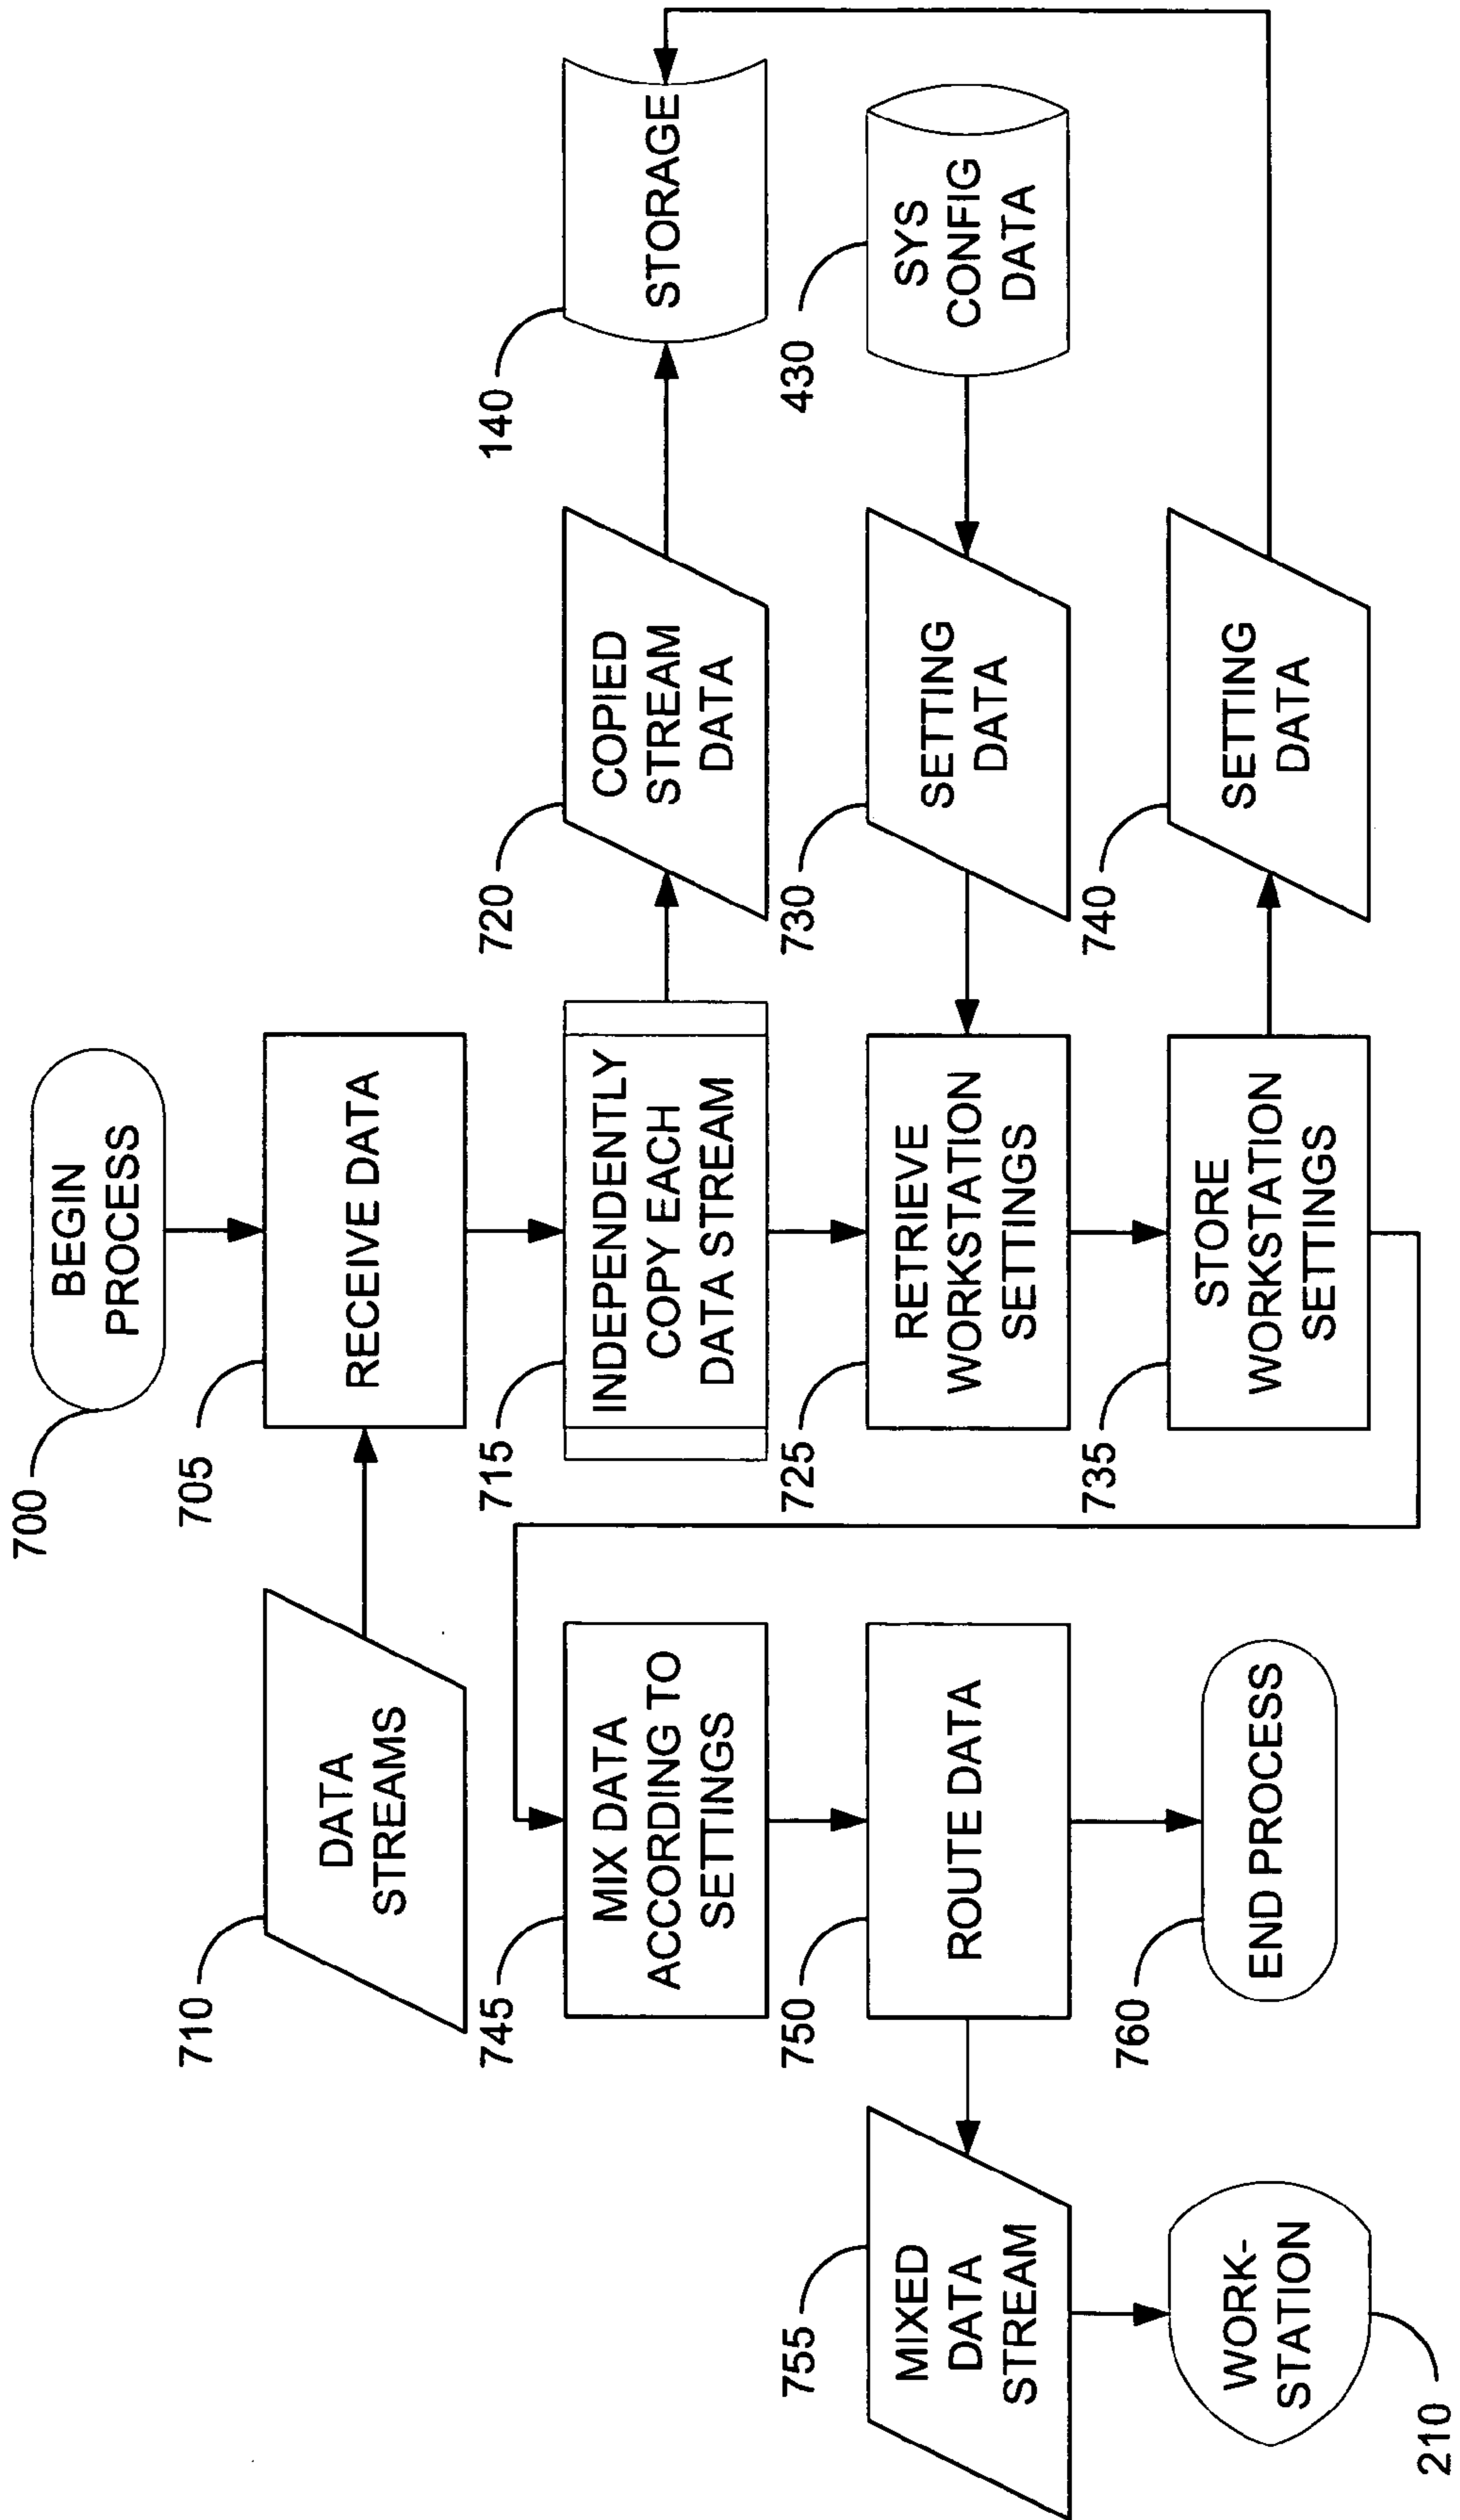 700
BEGIN
PROCESS
710
DATA
STREAMS
705
RECEIVE DATA
715
INDEPENDENTLY
COPY EACH
DATA STREAM
720
COPIED
STREAM
DATA
140
STORAGE
725
RETRIEVE
WORKSTATION
SETTINGS
730
SETTING
DATA
430
SYS
CONFIG
DATA
735
STORE
WORKSTATION
SETTINGS
740
SETTING
DATA
745
MIX DATA
ACCORDING TO
SETTINGS
750
ROUTE DATA
755
MIXED
DATA
STREAM
760
END PROCESS
WORK-
STATION
210